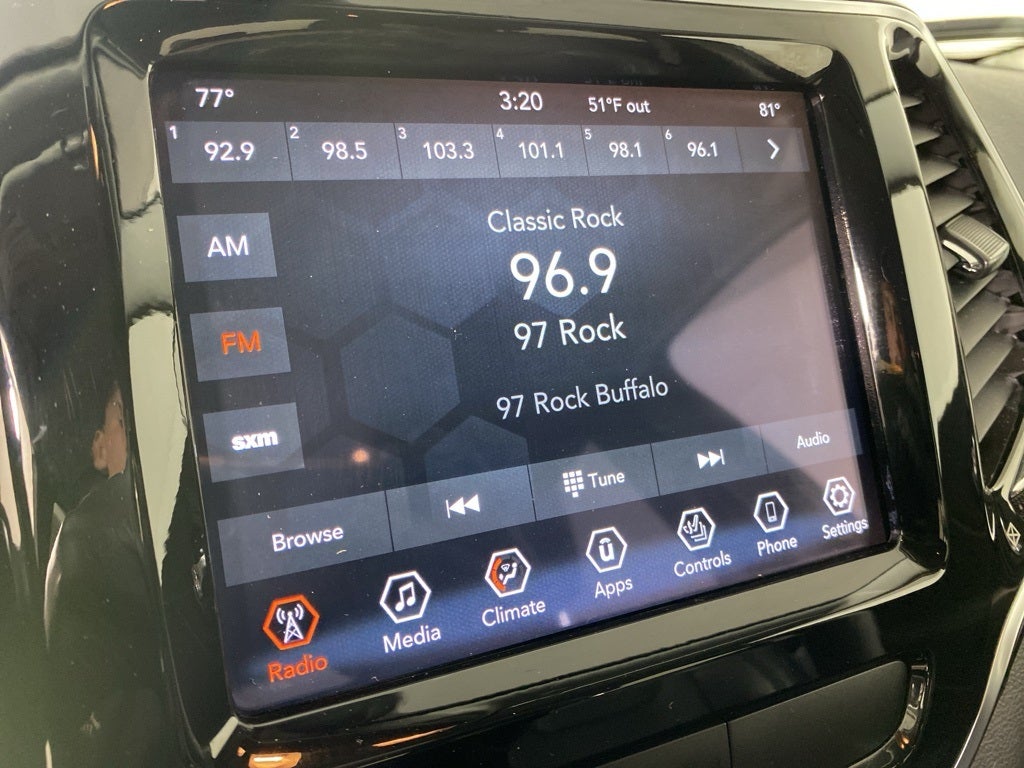 77° 3:20 51°F out 81°
1 92.9 2 98.5 3 103.3 4 101.1 5 98.1 6 96.1
Classic Rock
AM
96.9
97 Rock
FM
97 Rock Buffalo
sxm
Browse Tune Audio
Radio Media Climate Apps Controls Phone Settings